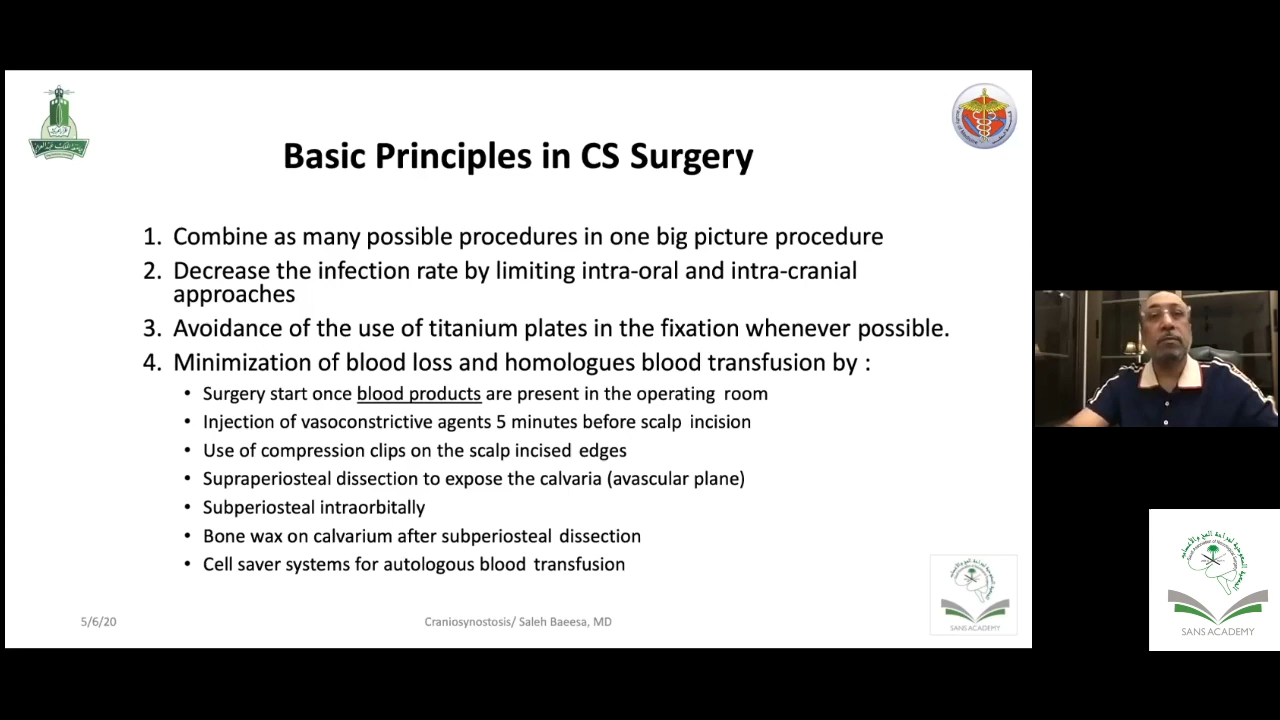 Basic Principles in CS Surgery
1. Combine as many possible procedures in one big picture procedure
2. Decrease the infection rate by limiting intra-oral and intra-cranial
approaches
3. Avoidance of the use of titanium plates in the fixation whenever possible.
4. Minimization of blood loss and homologues blood transfusion by :
• Surgery start once blood products are present in the operating room
• Injection of vasoconstrictive agents 5 minutes before scalp incision
• Use of compression clips on the scalp incised edges
• Supraperiosteal dissection to expose the calvaria (avascular plane)
• Subperiosteal intraorbitally
• Bone wax on calvarium after subperiosteal dissection
• Cell saver systems for autologous blood transfusion
5/6/20
Craniosynostosis/ Saleh Baeesa, MD
SANS ACADEMY
SANS ACADEMY